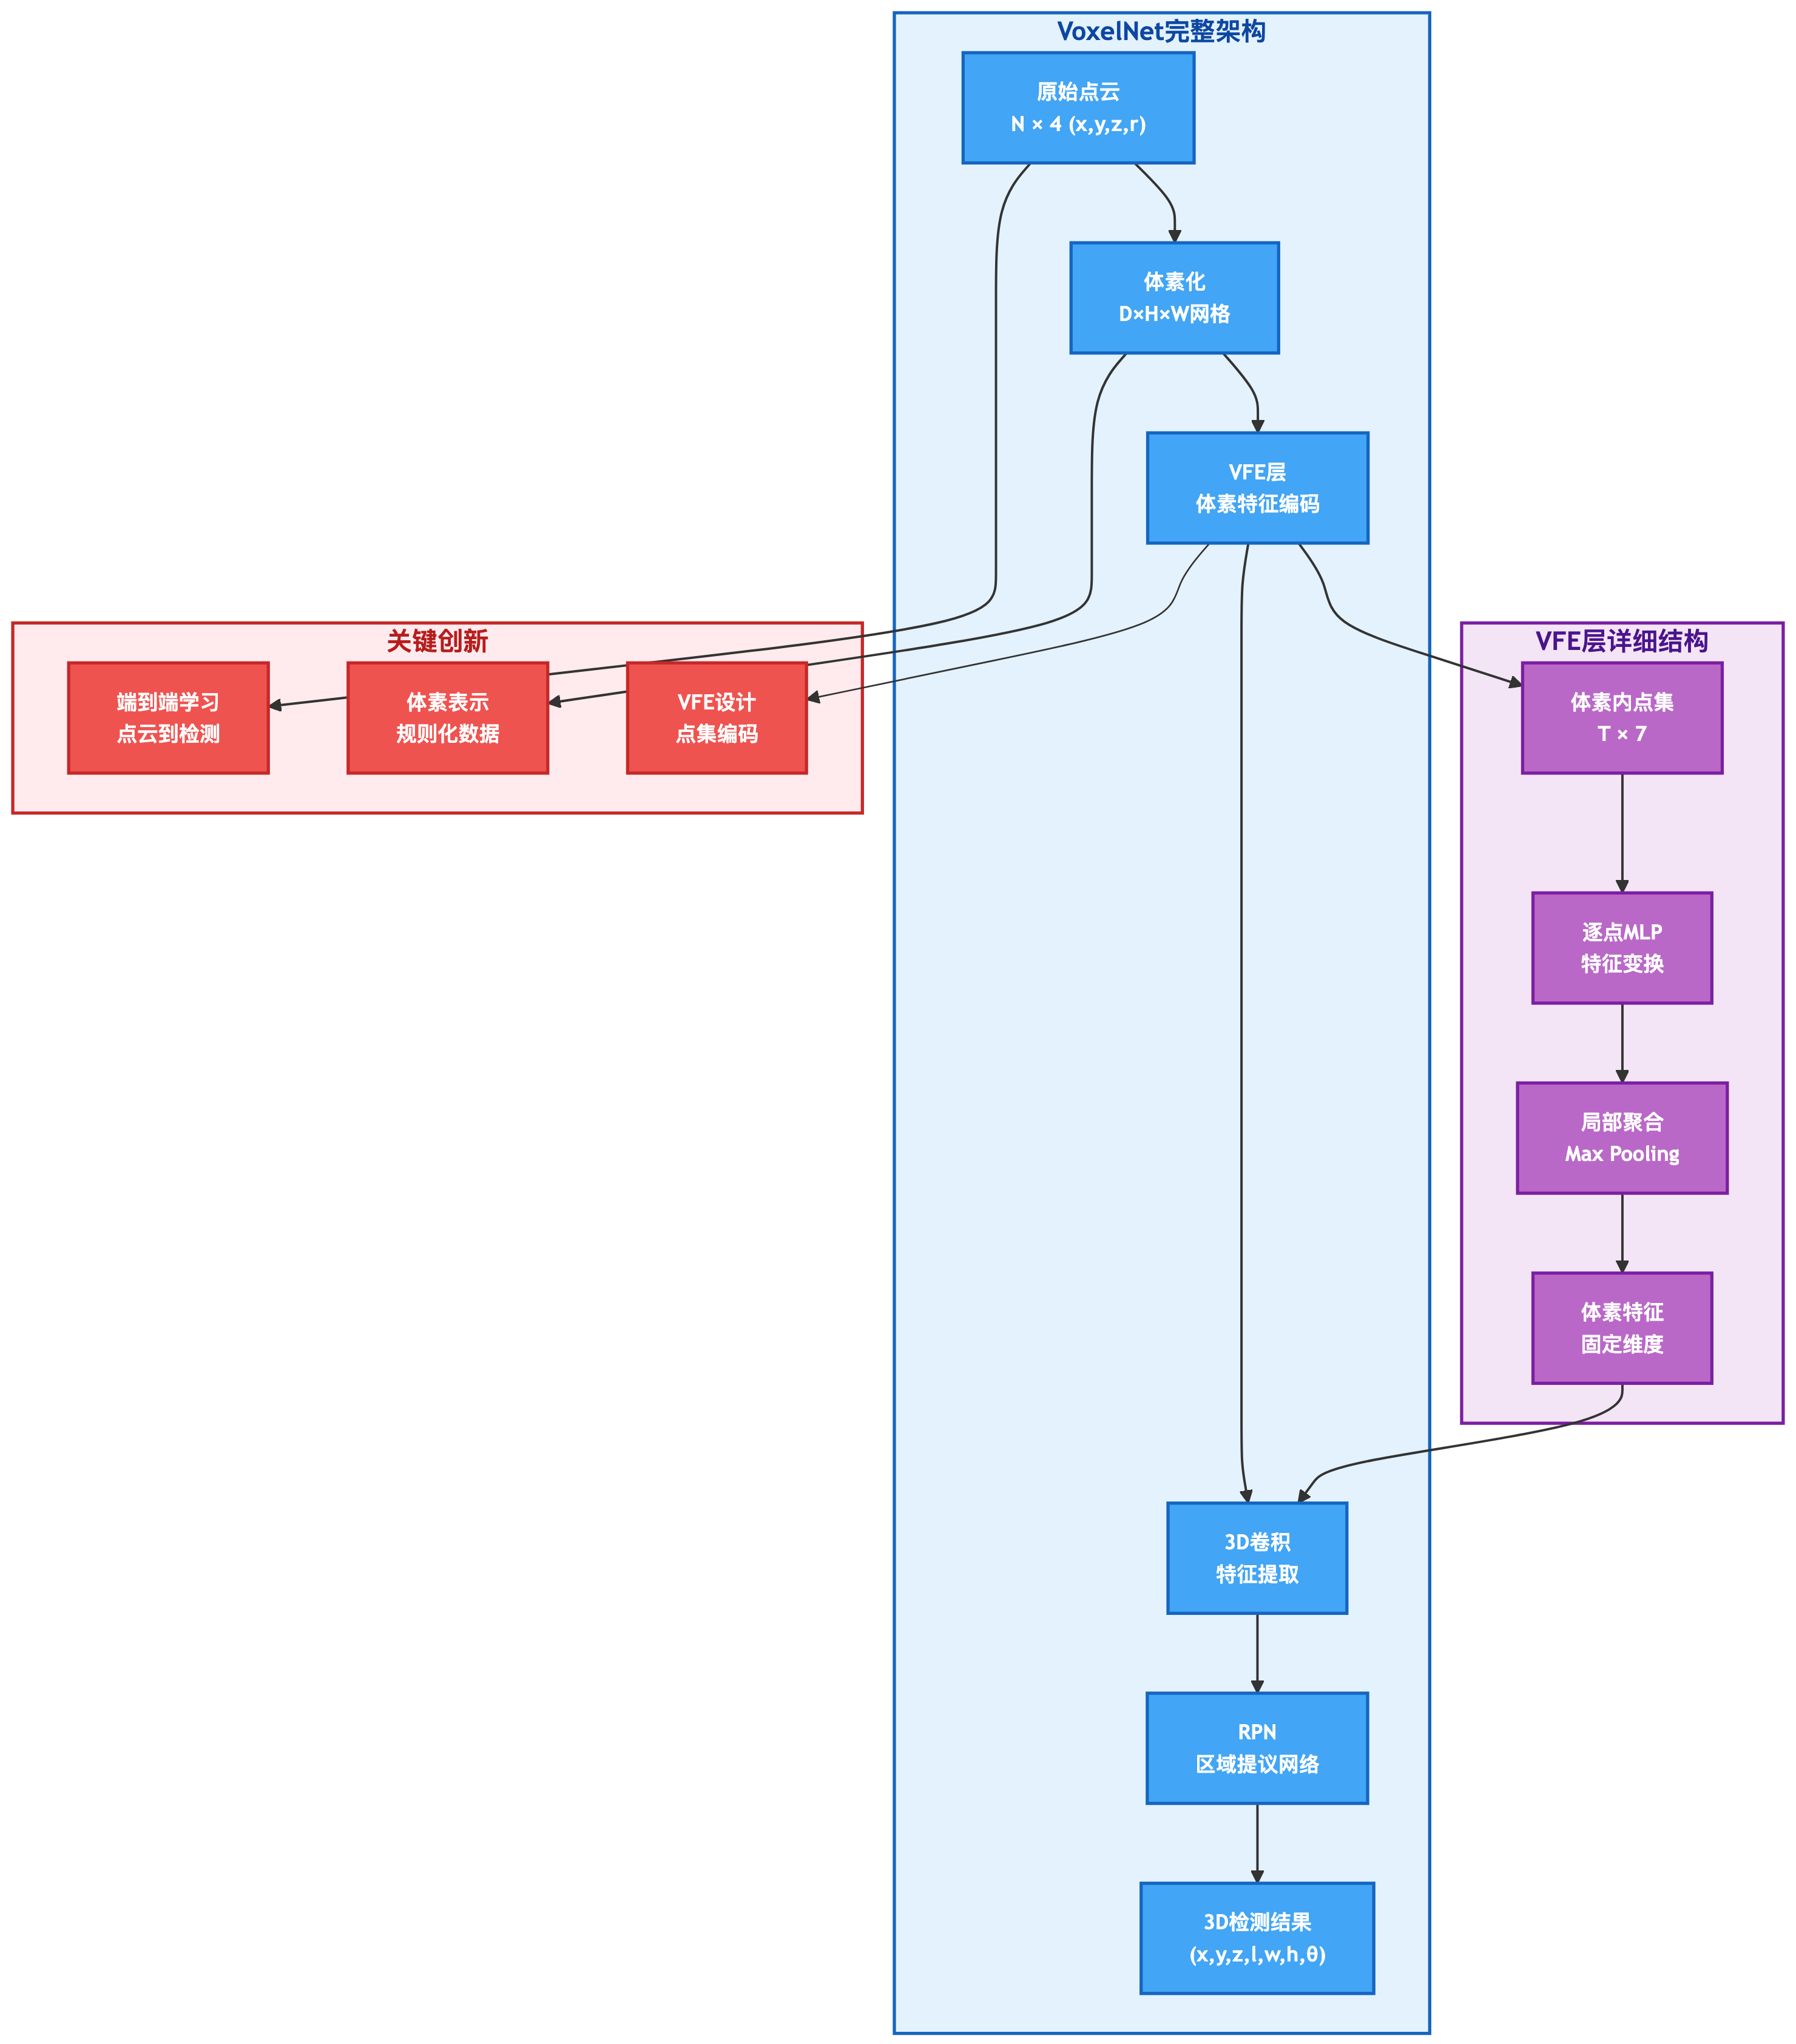 VoxelNet完整架构
原始点云
N × 4 (x,y,z,r)
体素化
D×H×W网格
VFE层
体素特征编码
关键创新
端到端学习
点云到检测
体素表示
规则化数据
VFE设计
点集编码
VFE层详细结构
体素内点集
T × 7
逐点MLP
特征变换
局部聚合
Max Pooling
体素特征
固定维度
3D卷积
特征提取
RPN
区域提议网络
3D检测结果
(x,y,z,l,w,h,θ)